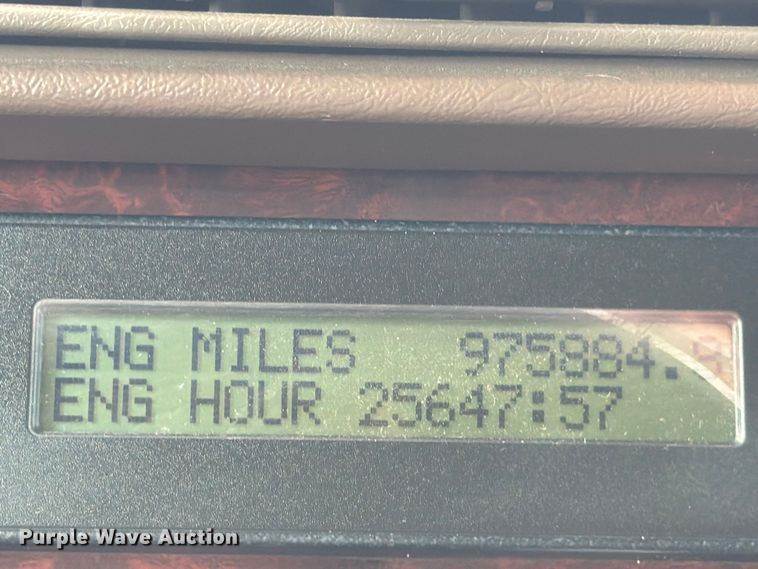 ENG MILES 975884.
ENG HOUR 25647:57
Purple Wave Auction